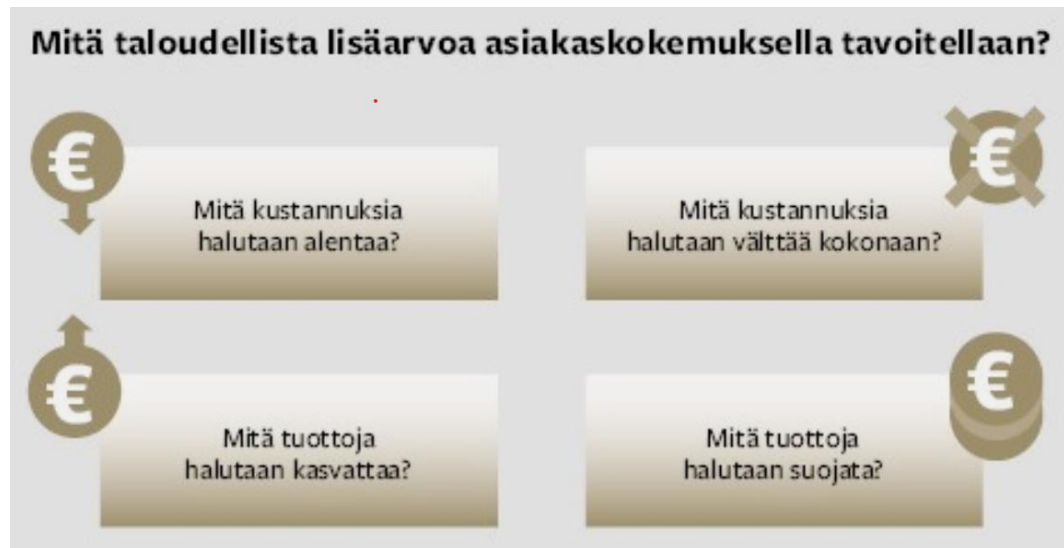 Mitä taloudellista lisäarvoa asiakaskokemuksella tavoitellaan?
€
Mitä kustannuksia
halutaan alentaa?
€
Mitä kustannuksia
halutaan välttää kokonaan?
€
Mitä tuottoja
halutaan kasvattaa?
€
Mitä tuottoja
halutaan suojata?